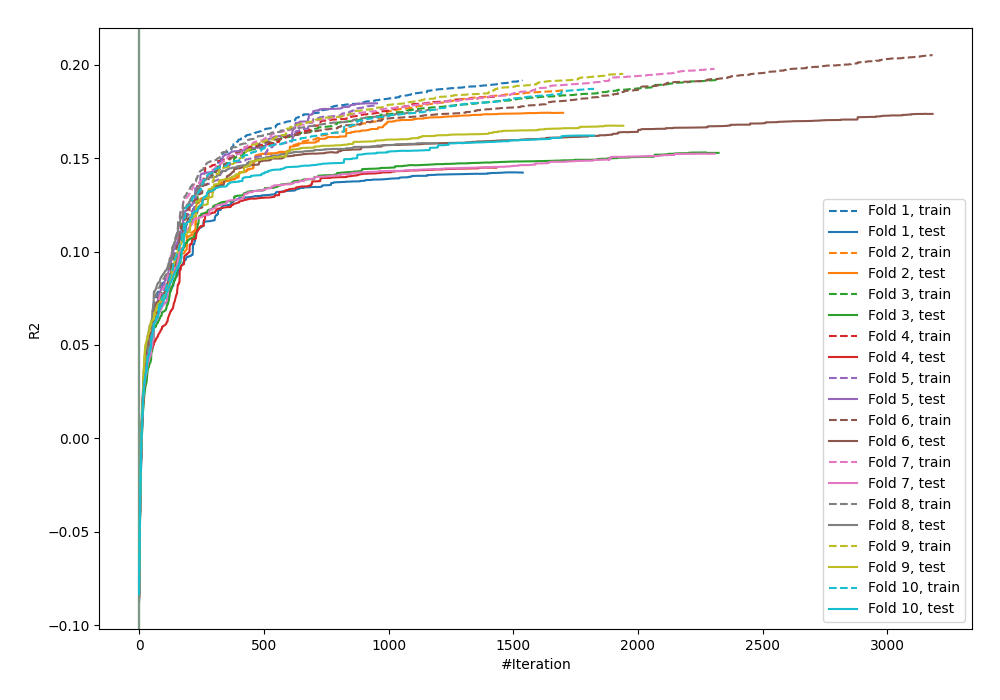 0.20
0.15
0.10
0.05
0.00
−0.05
−0.10
R2
0
500
1000
1500
2000
2500
3000
#Iteration
Fold 1, train
Fold 1, test
Fold 2, train
Fold 2, test
Fold 3, train
Fold 3, test
Fold 4, train
Fold 4, test
Fold 5, train
Fold 5, test
Fold 6, train
Fold 6, test
Fold 7, train
Fold 7, test
Fold 8, train
Fold 8, test
Fold 9, train
Fold 9, test
Fold 10, train
Fold 10, test